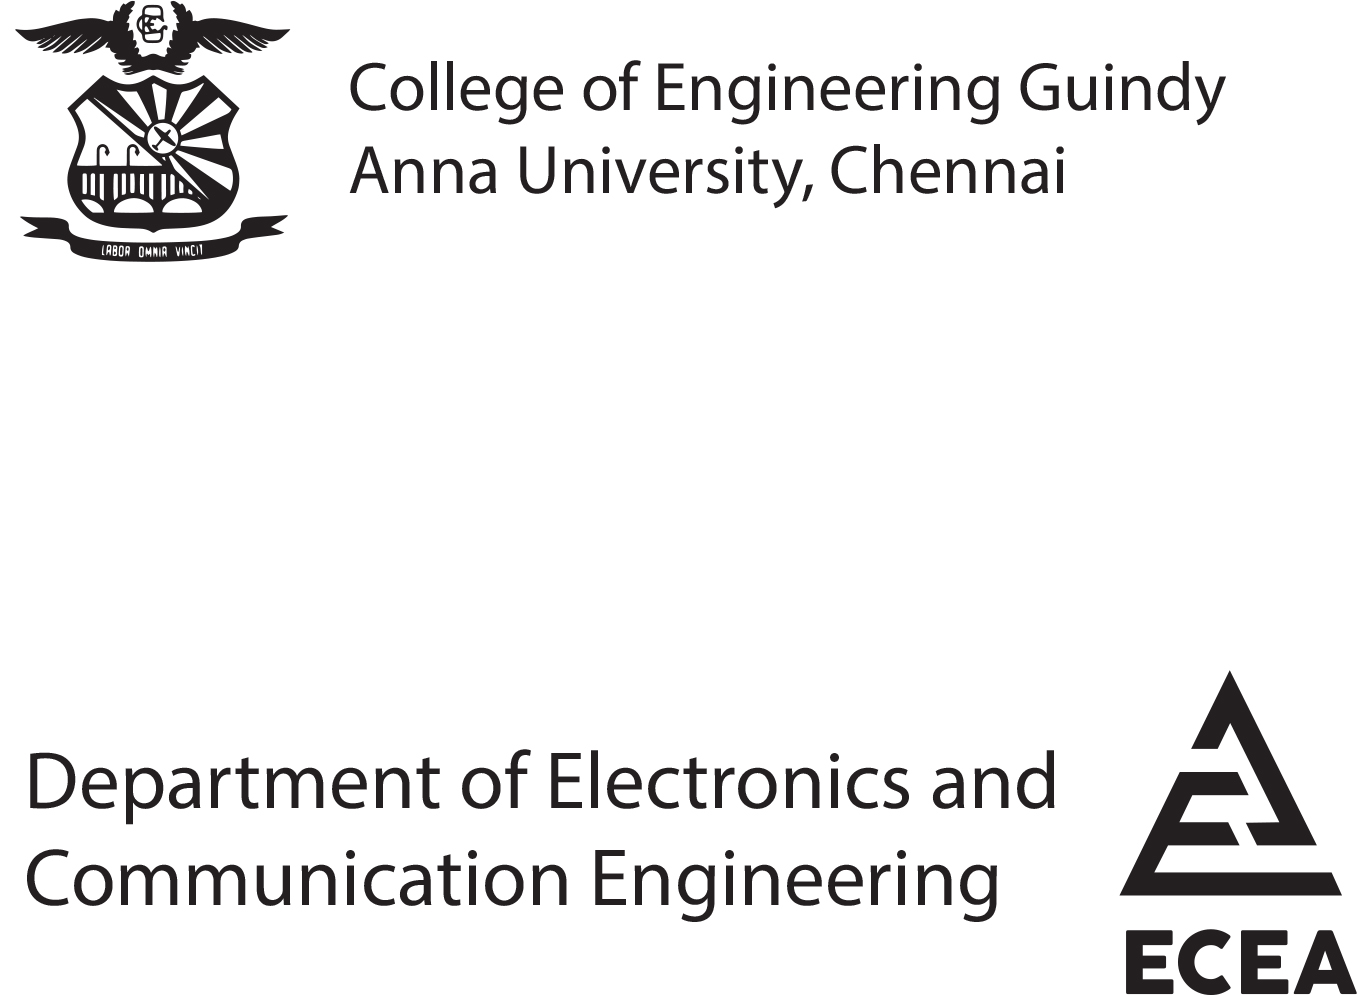 College of Engineering Guindy
Anna University, Chennai
LABOR OMNIA VINCIT
Department of Electronics and
Communication Engineering
ECEA